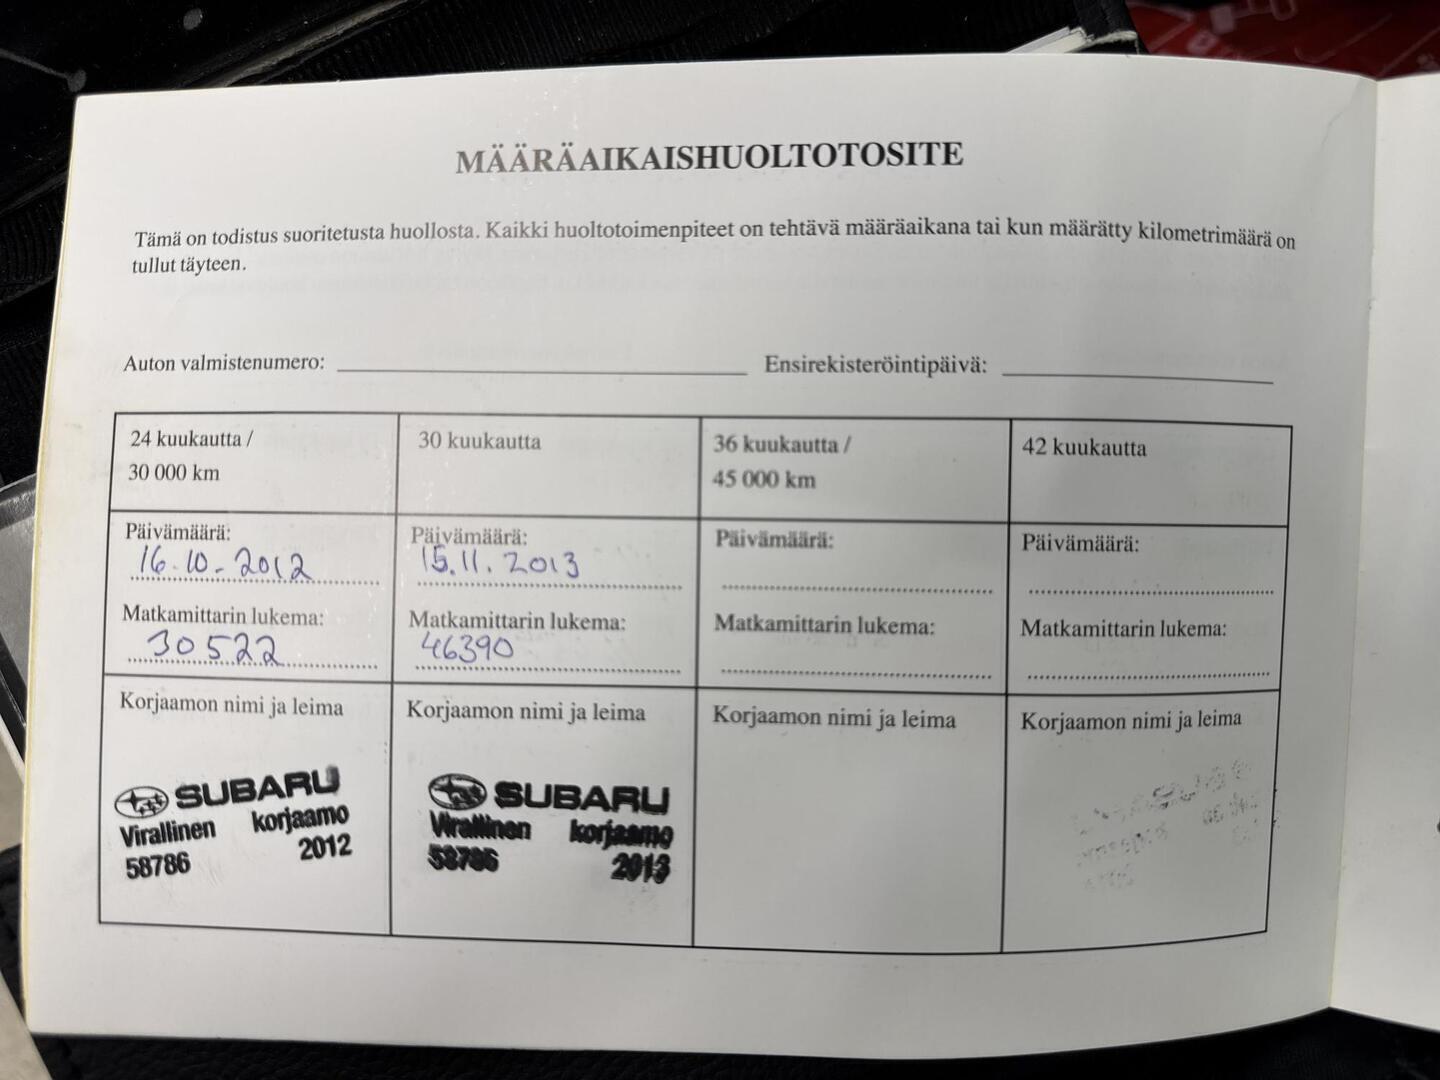 MÄÄRÄAIKAISHUOLTOTOSITE
Tämä on todistus suoritetusta huollosta. Kaikki huoltotoimenpiteet on tehtävä määräaikana tai kun määrätty kilometrimäärä on
tullut täyteen.
Auton valmistenumero:
Ensirekisteröintipäivä:
24 kuukautta /
30 000 km
Päivämäärä:
16.10.2012
Matkamittarin lukema:
30522
Korjaamon nimi ja leima
SUBARU
Virallinen korjaamo
58786 2012
30 kuukautta
Päivämäärä:
15.11.2013
Matkamittarin lukema:
46390
Korjaamon nimi ja leima
SUBARU
Virallinen korjaamo
58786 2013
36 kuukautta /
45 000 km
Päivämäärä:
Matkamittarin lukema:
Korjaamon nimi ja leima
42 kuukautta
Päivämäärä:
Matkamittarin lukema:
Korjaamon nimi ja leima